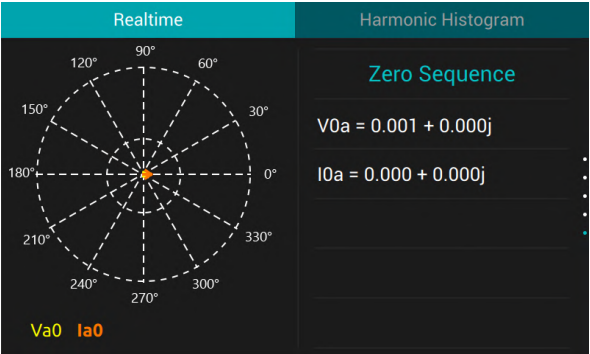 Realtime
Harmonic Histogram
90°
120°
60°
150°
30°
180°
0°
210°
330°
240°
300°
270°
Va0 Ia0
Zero Sequence
V0a = 0.001 + 0.000j
I0a = 0.000 + 0.000j